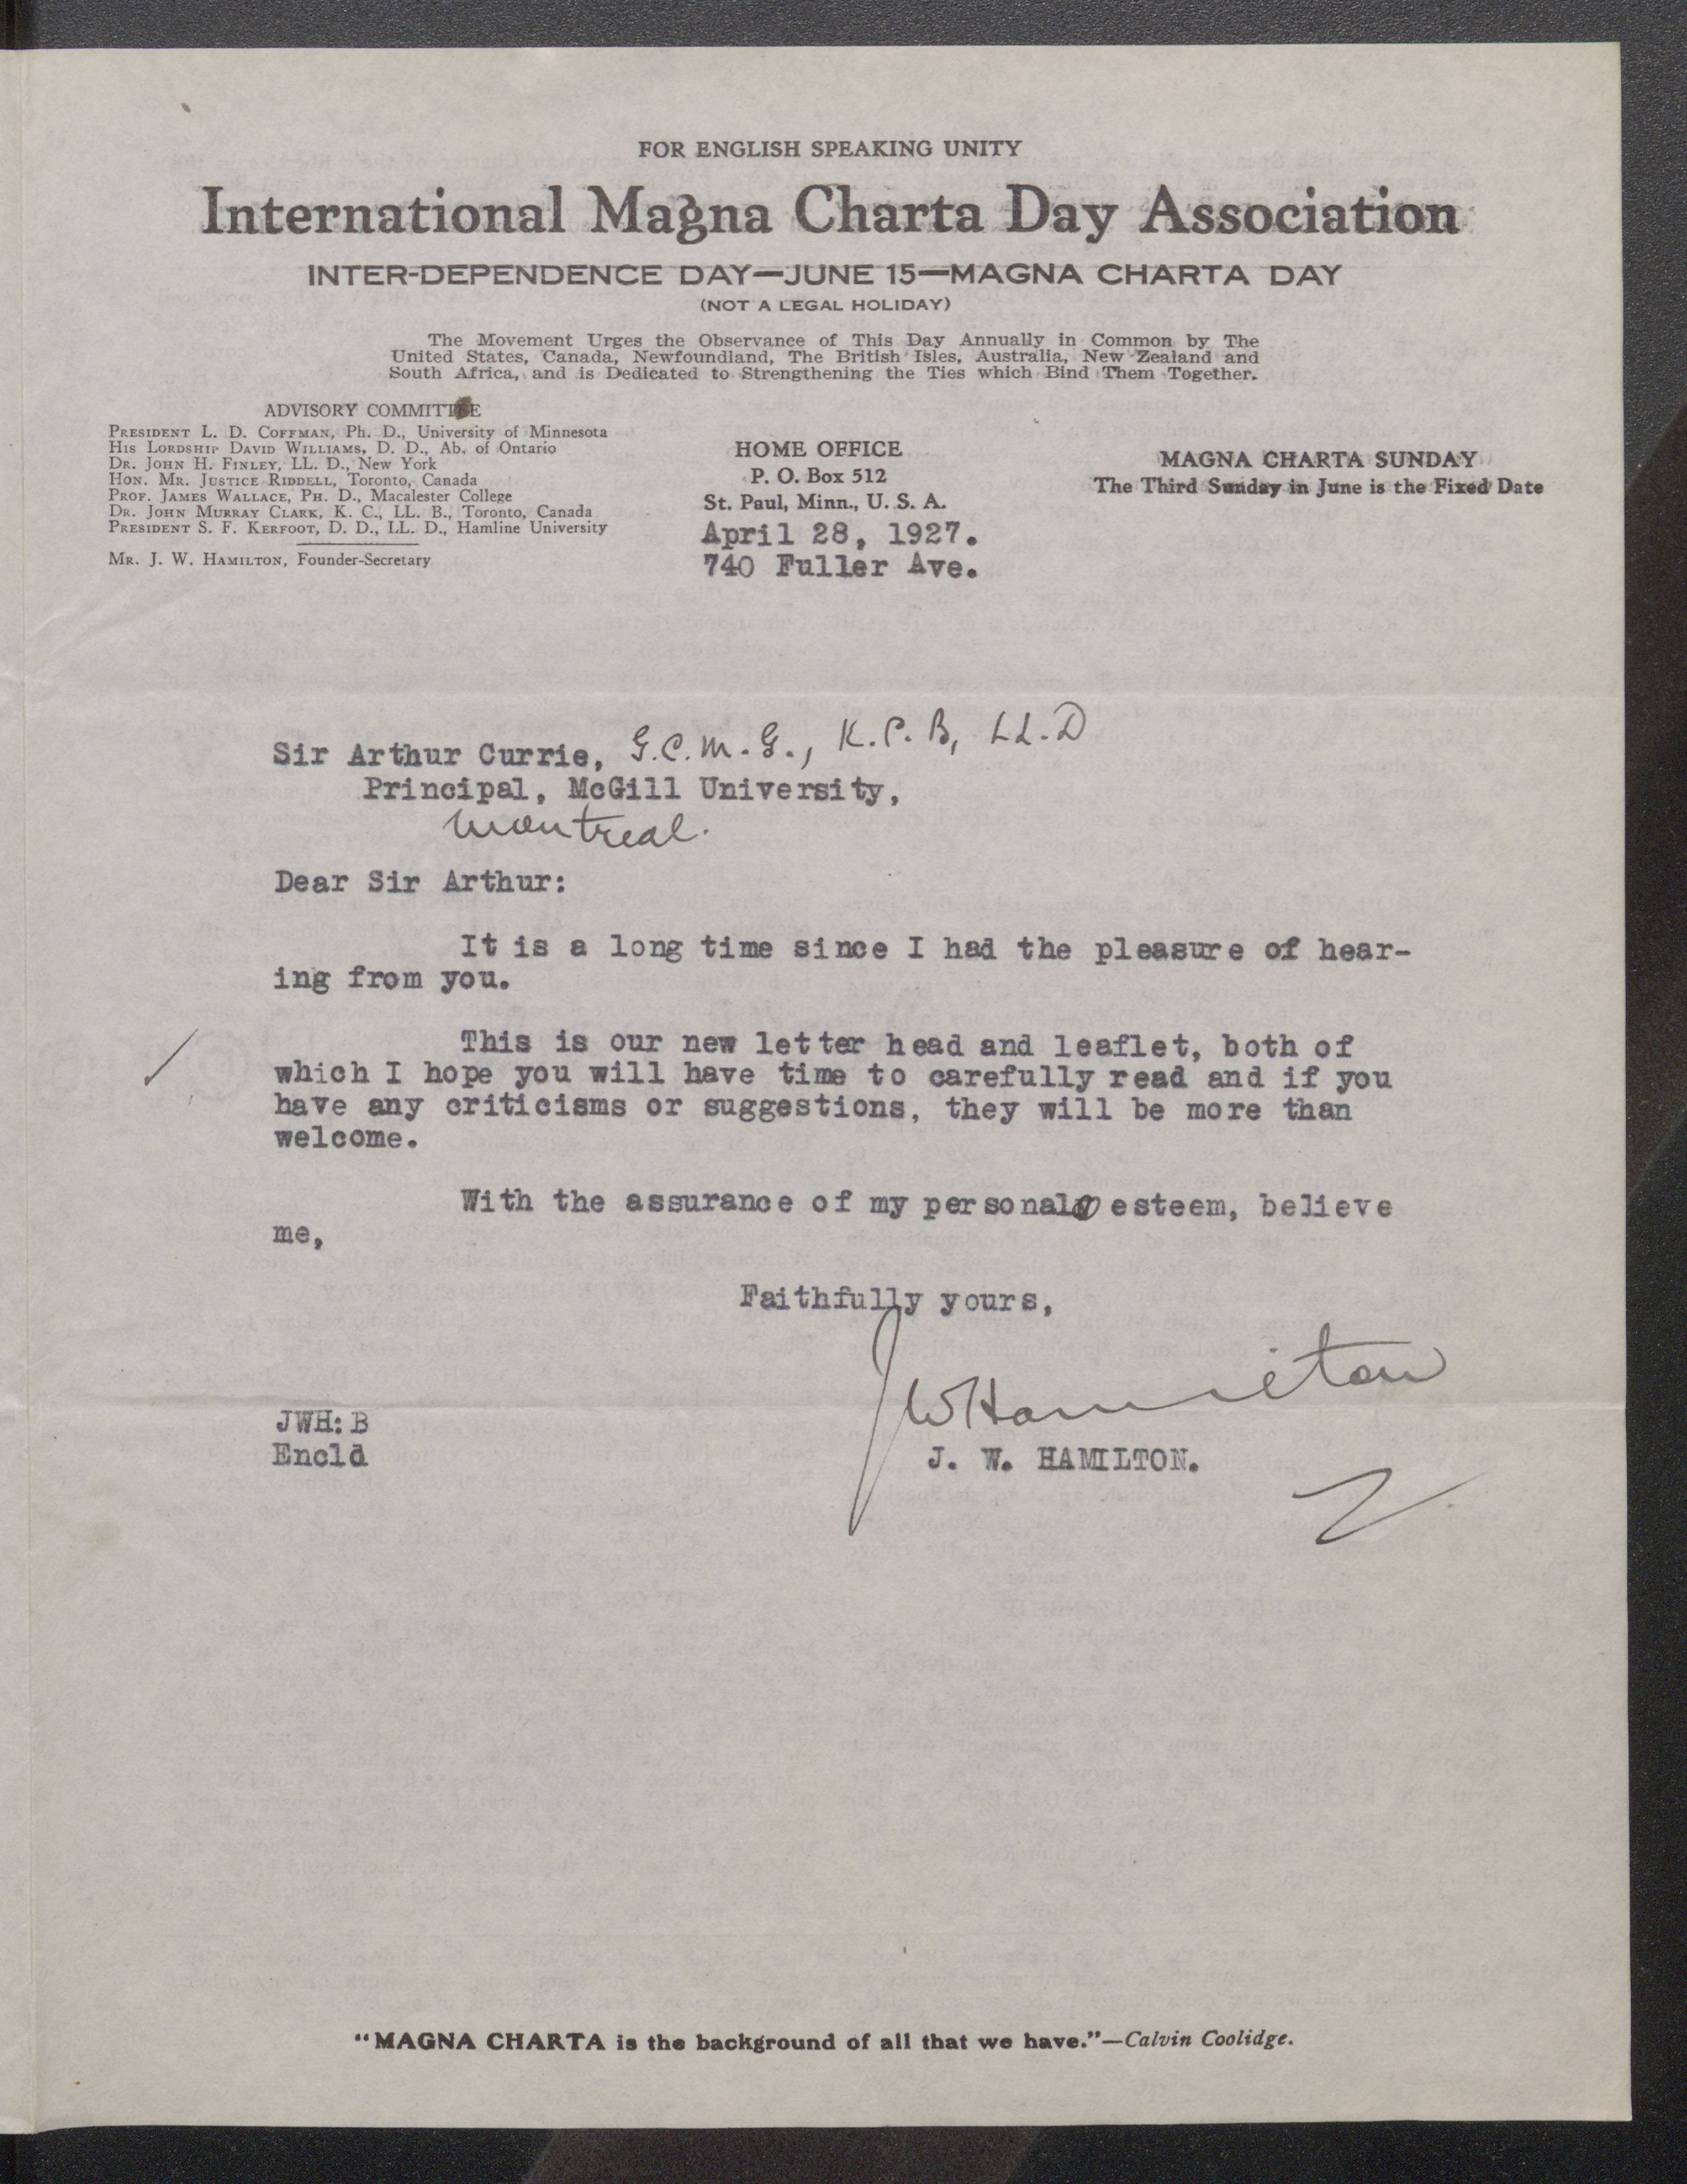 FOR ENGLISH SPEAKING UNITY
International Magna Charta Day Association
INTER-DEPENDENCE DAY—JUNE 15—MAGNA CHARTA DAY
(NOT A LEGAL HOLIDAY)
The Movement Urges the Observance of This Day Annually in Common by The
United States, Canada, Newfoundland, The British Isles, Australia, New Zealand and
South Africa, and is Dedicated to Strengthening the Ties which Bind Them Together.
ADVISORY COMMITTEE
PRESIDENT L. D. COFFMAN, Ph. D., University of Minnesota
HIS LORDSHIP DAVID WILLIAMS, D. D., Ab. of Ontario
DR. JOHN H. FINLEY, LL. D., New York
HON. MR. JUSTICE RIDDELL, Toronto, Canada
PROF. JAMES WALLACE, PH. D., Macalester College
DR. JOHN MURRAY CLARK, K. C., LL. B., Toronto, Canada
PRESIDENT S. F. KERFOOT, D. D., LL. D., Hamline University
MR. J. W. HAMILTON, Founder-Secretary
HOME OFFICE
P. O. Box 512
St. Paul, Minn., U. S. A.
April 28, 1927.
740 Fuller Ave.
MAGNA CHARTA SUNDAY
The Third Sunday in June is the Fixed Date
Sir Arthur Currie, G.C.M.G., K.C.B, LL.D
Principal, McGill University,
Montreal.
Dear Sir Arthur:
It is a long time since I had the pleasure of hear-
ing from you.
This is our new letter head and leaflet, both of
which I hope you will have time to carefully read and if you
have any criticisms or suggestions, they will be more than
welcome.
With the assurance of my personal esteem, believe
me,
Faithfully yours,
JWHamilton
JWH:B
Encld
J. W. HAMILTON.
"MAGNA CHARTA is the background of all that we have."—Calvin Coolidge.